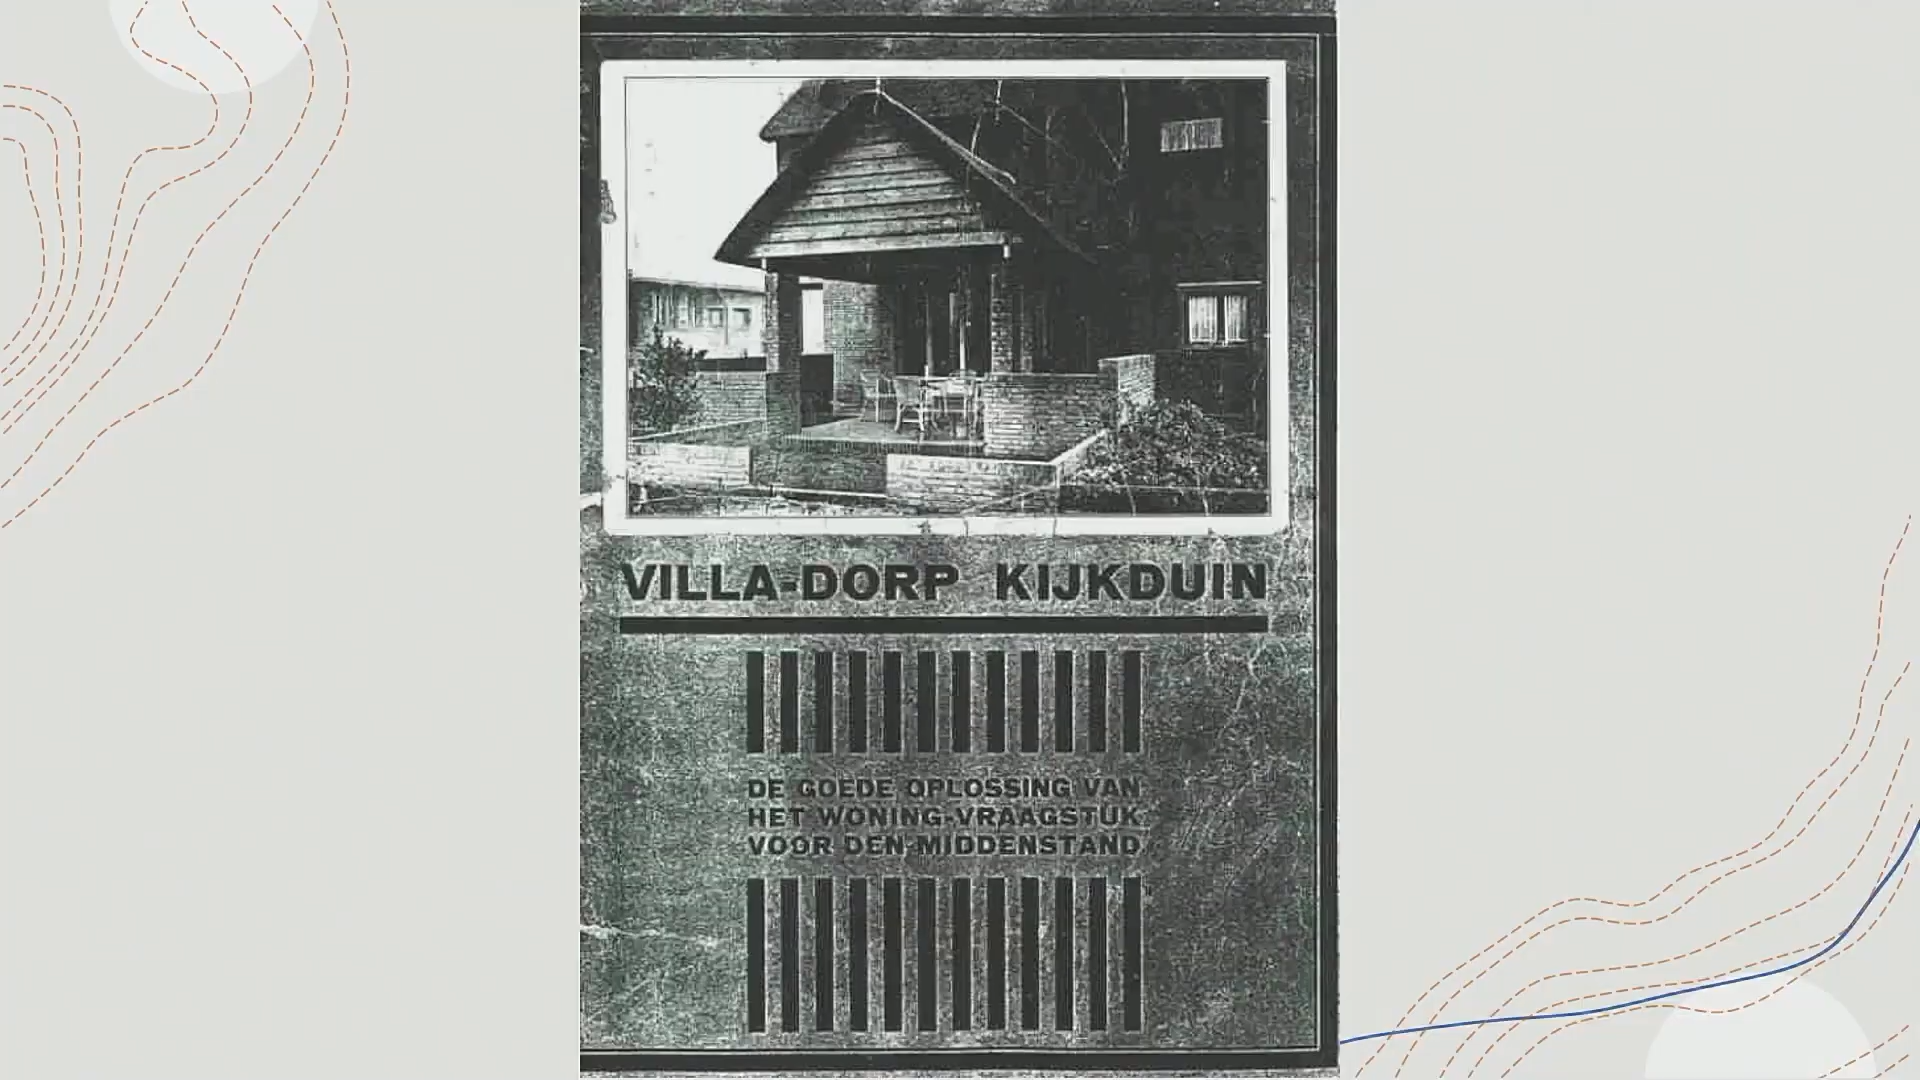 VILLA-DORP KIJKDUIN
DE GOEDE OPLOSSING VAN
HET WONING-VRAAGSTUK
VOOR DEN MIDDENSTAND